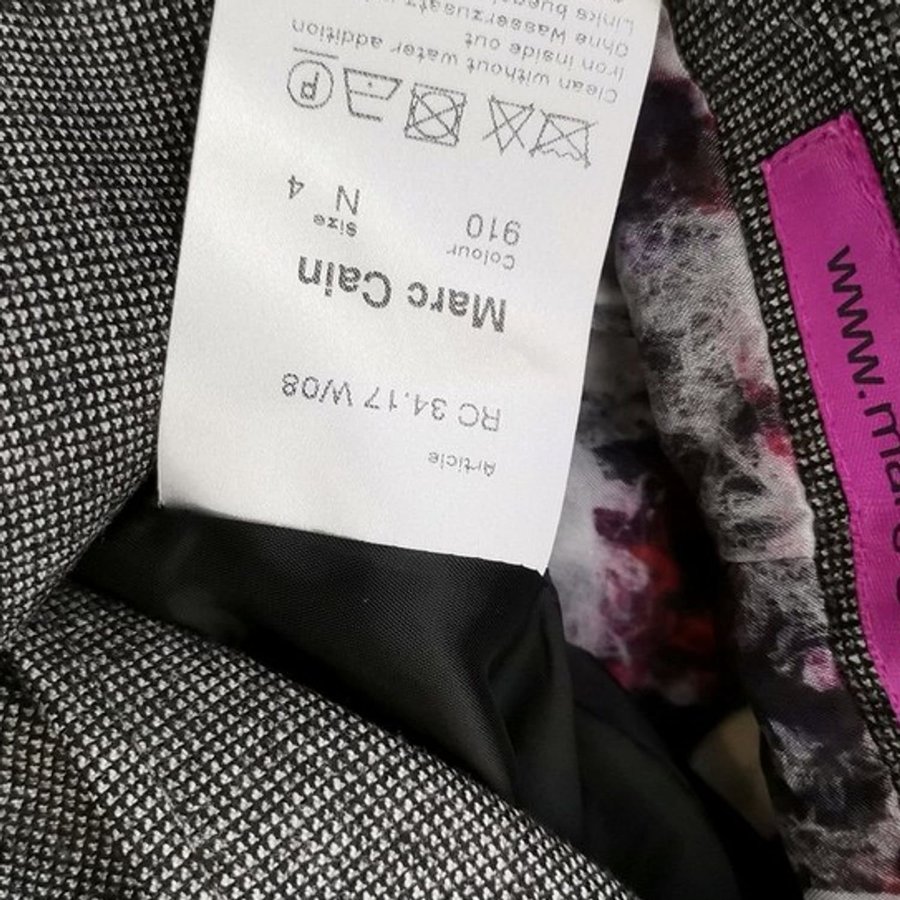 Article
RC 34.17 W/08
Marc Cain
Colour size
910 N 4
Clean without water addition
Iron inside out
Ohne Wasserzusatz
Linke
www.